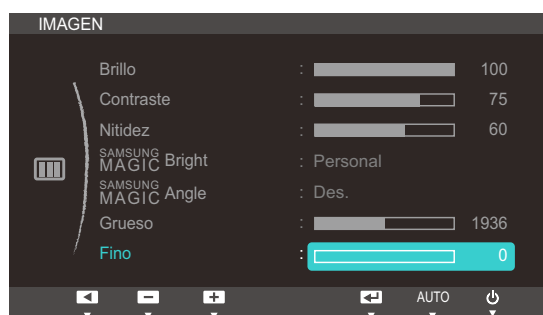 IMAGEN
Brillo : 100
Contraste : 75
Nitidez : 60
SAMSUNG MAGIC Bright : Personal
SAMSUNG MAGIC Angle : Des.
Grueso : 1936
Fino : 0
AUTO